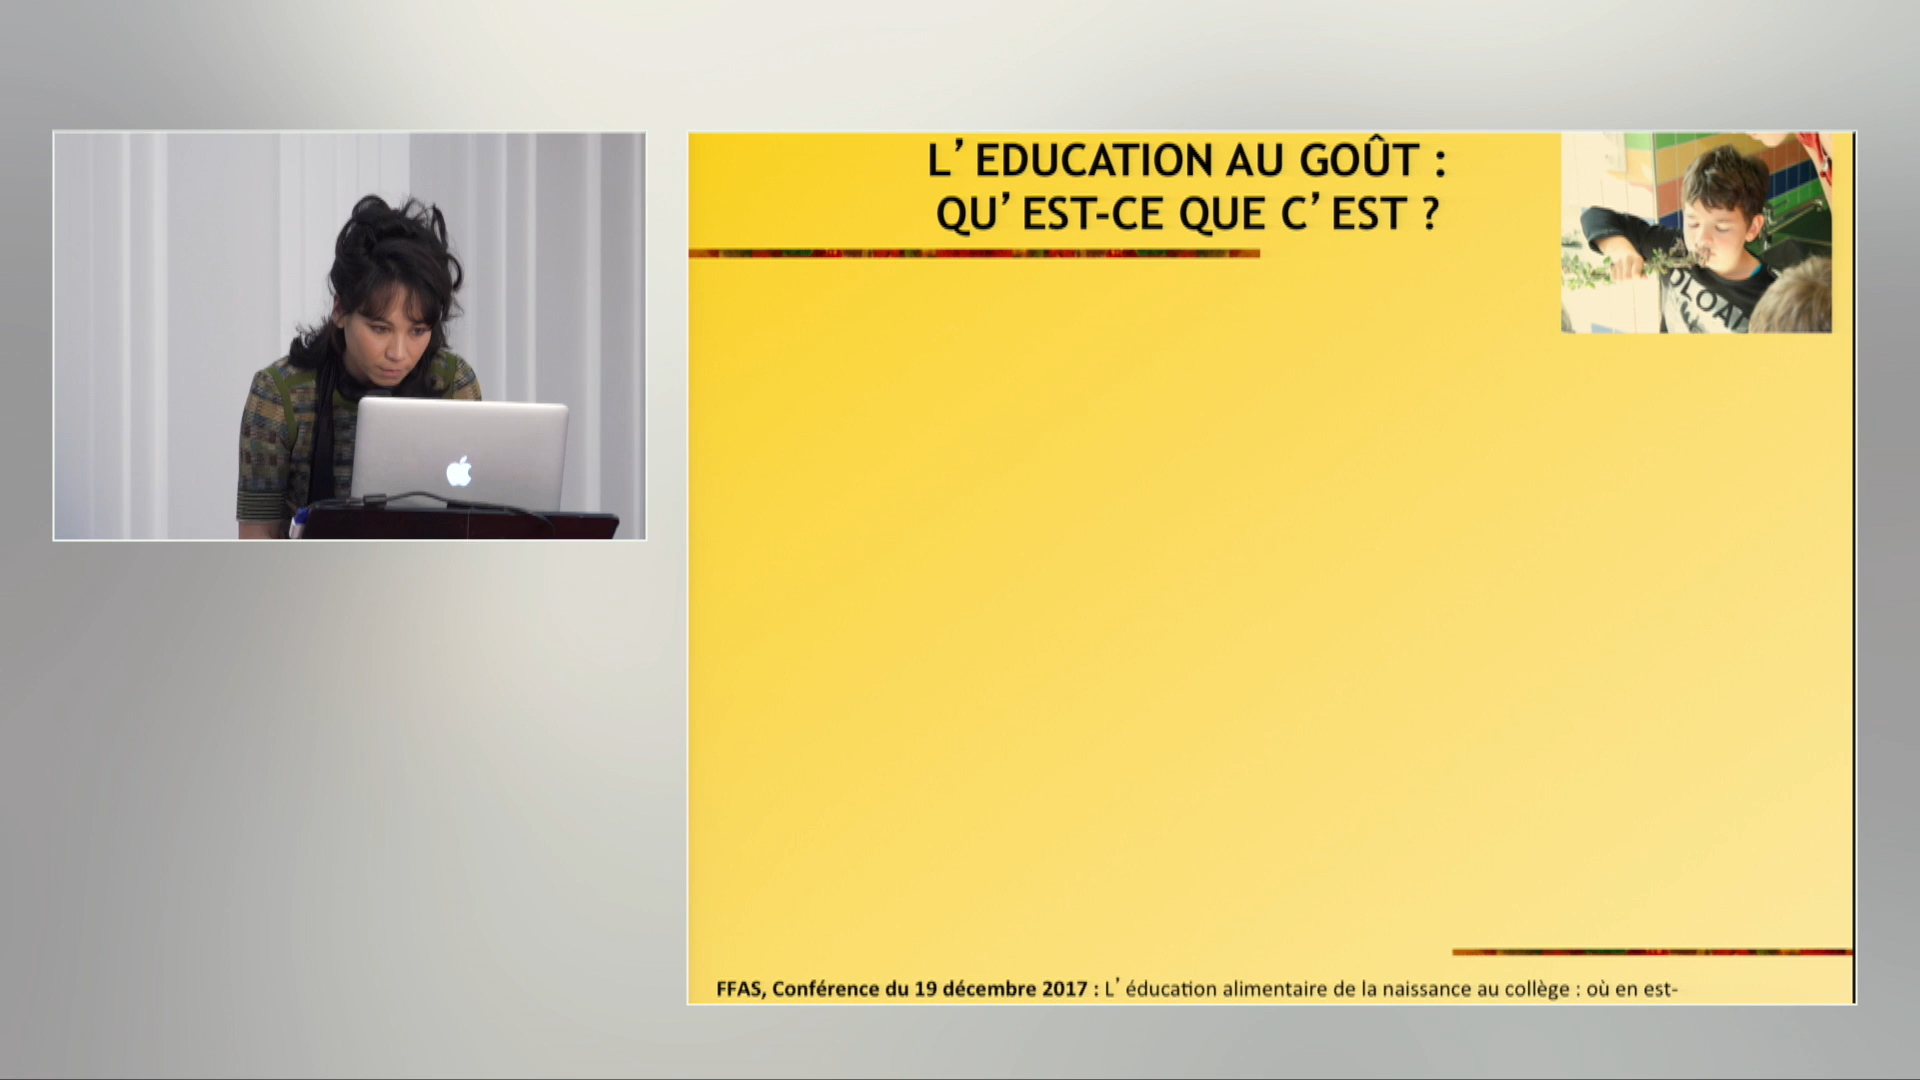 L’EDUCATION AU GOÛT :
QU’EST-CE QUE C’EST ?
FFAS, Conférence du 19 décembre 2017 : L’éducation alimentaire de la naissance au collège : où en est-